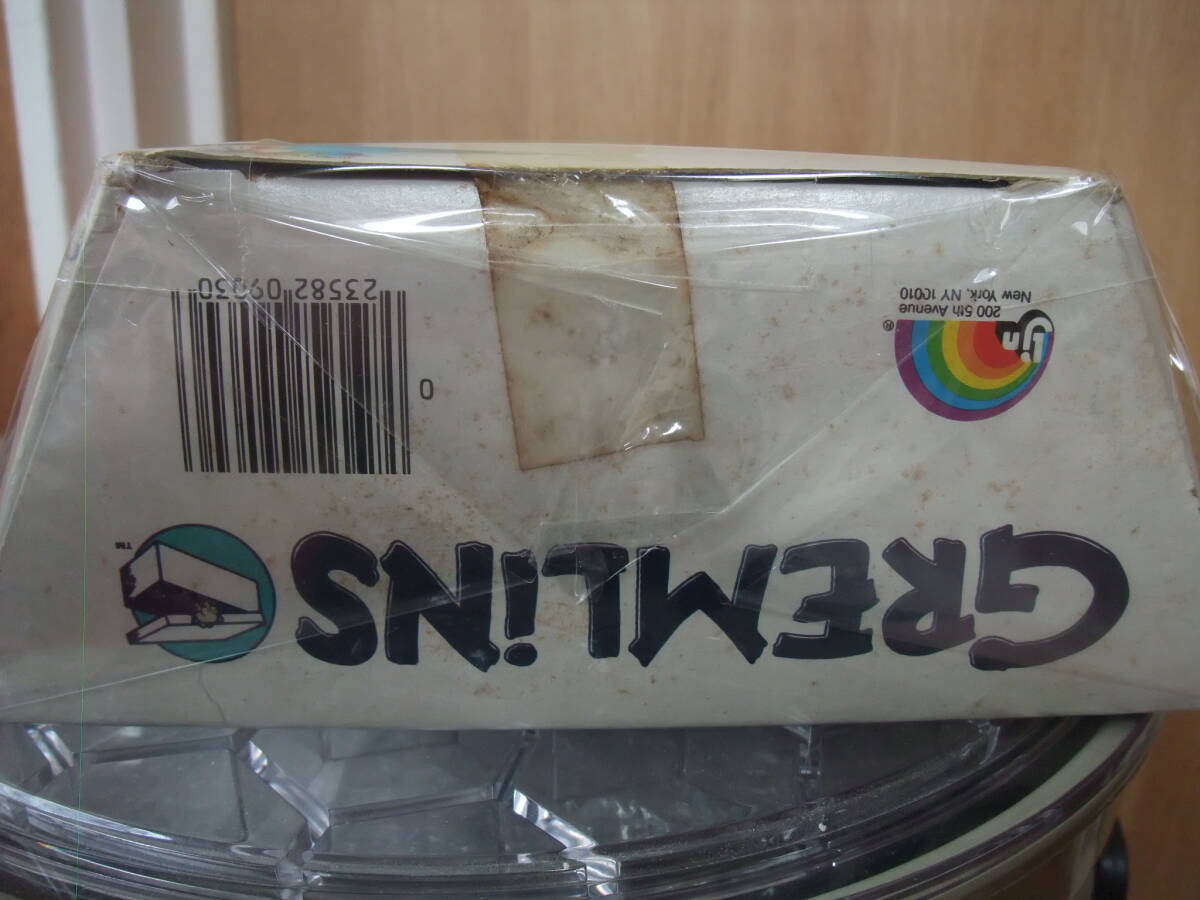 GREMLiNS
TM
Ljn
®
200 5th Avenue
New York, NY 10010
0
23582 09030